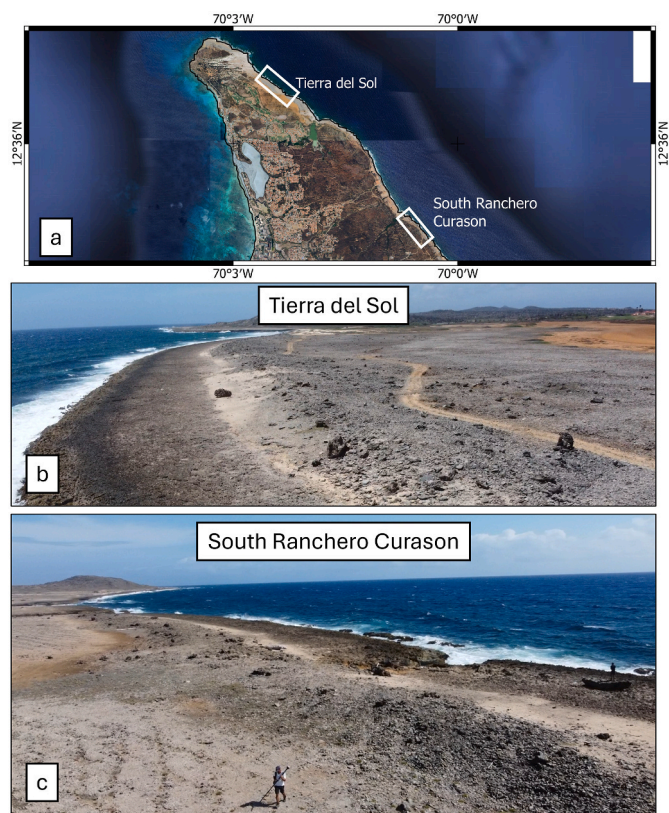 70°3'W
70°0'W
12°36'N
12°36'N
Tierra del Sol
South Ranchero
Curason
a
70°3'W
70°0'W
Tierra del Sol
b
South Ranchero Curason
c